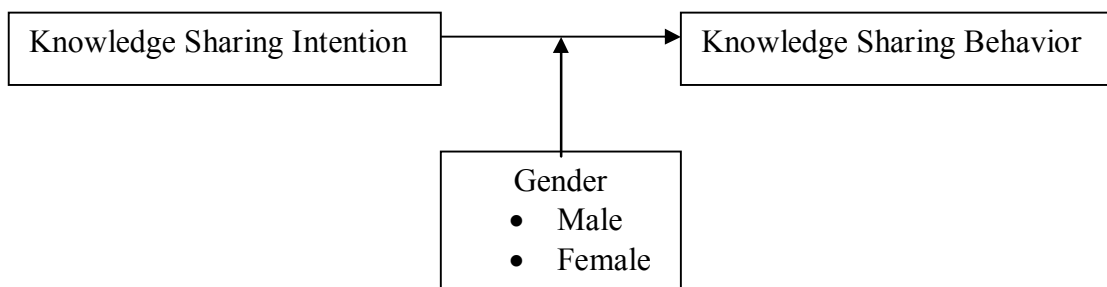 Knowledge Sharing Intention
Knowledge Sharing Behavior
Gender
• Male
• Female